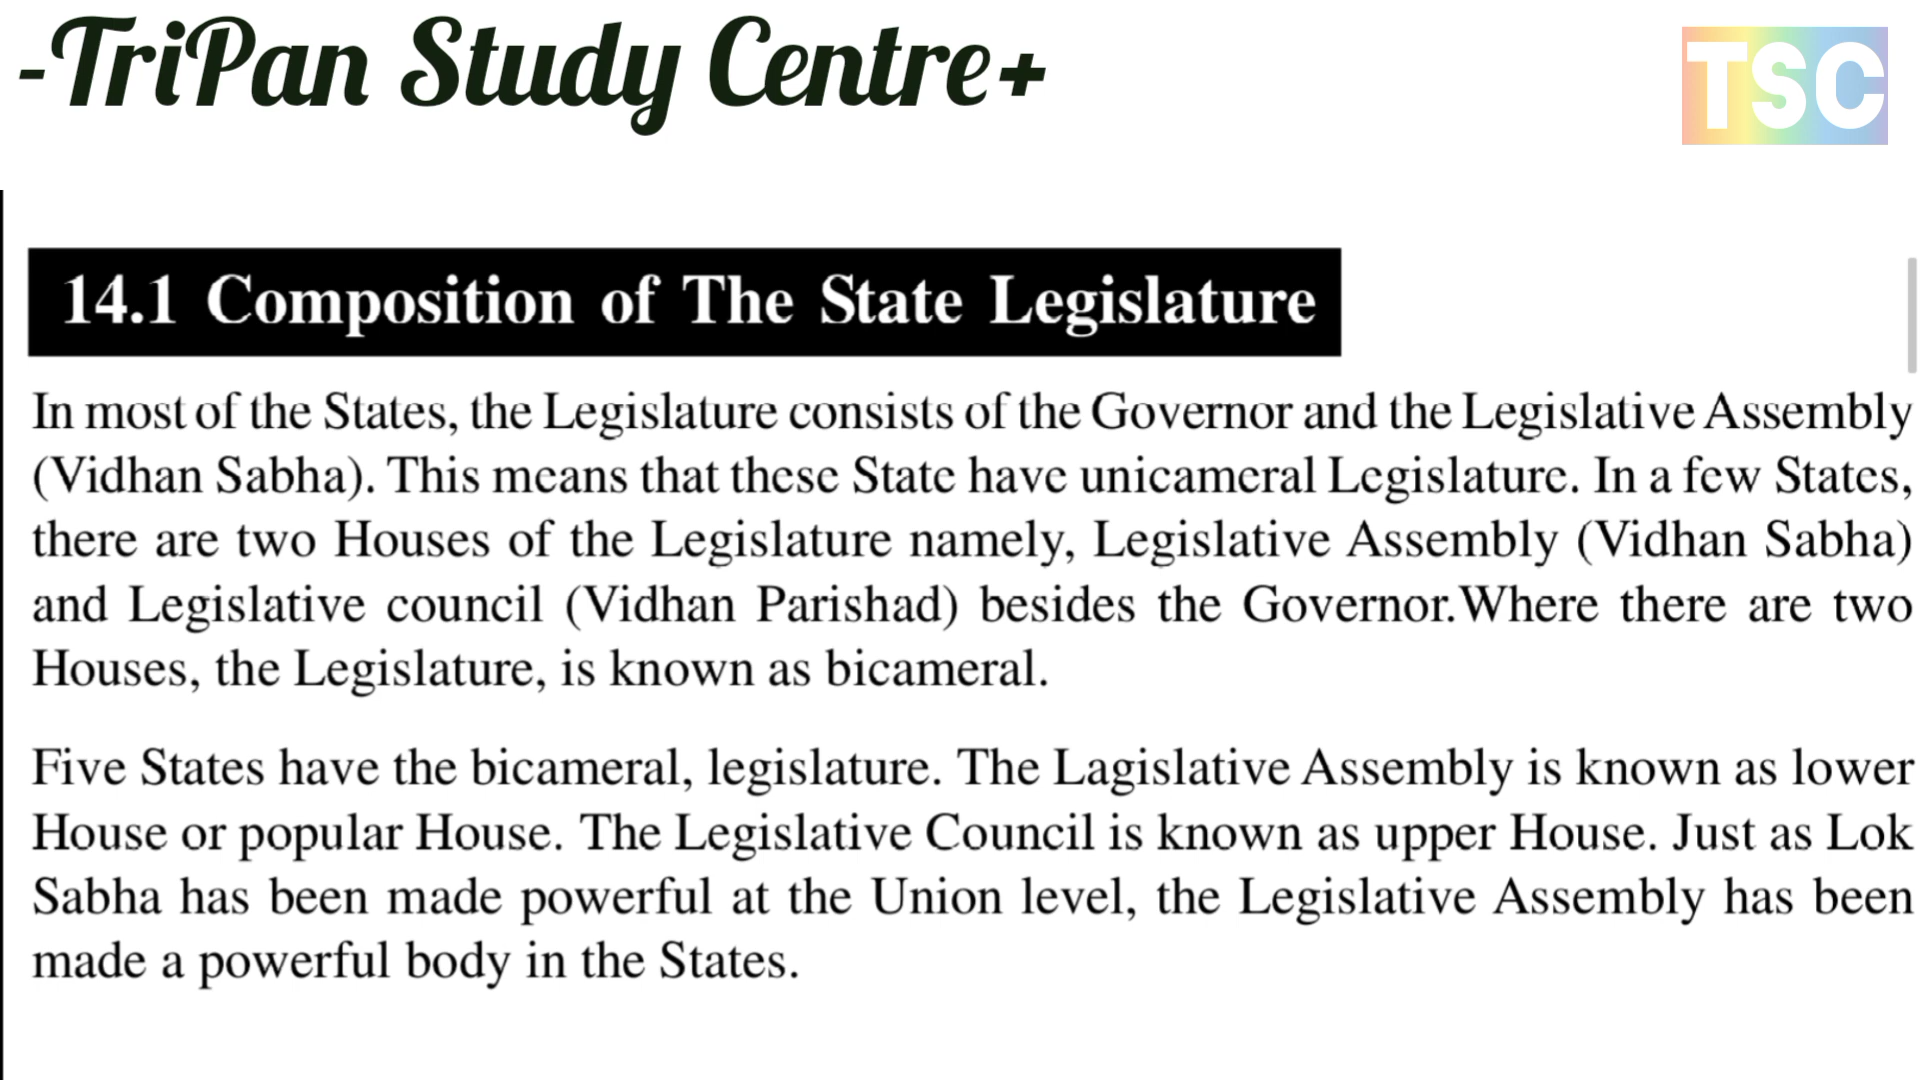 -TriPan Study Centre+
TSC
14.1 Composition of The State Legislature
In most of the States, the Legislature consists of the Governor and the Legislative Assembly
(Vidhan Sabha). This means that these State have unicameral Legislature. In a few States,
there are two Houses of the Legislature namely, Legislative Assembly (Vidhan Sabha)
and Legislative council (Vidhan Parishad) besides the Governor.Where there are two
Houses, the Legislature, is known as bicameral.
Five States have the bicameral, legislature. The Lagislative Assembly is known as lower
House or popular House. The Legislative Council is known as upper House. Just as Lok
Sabha has been made powerful at the Union level, the Legislative Assembly has been
made a powerful body in the States.